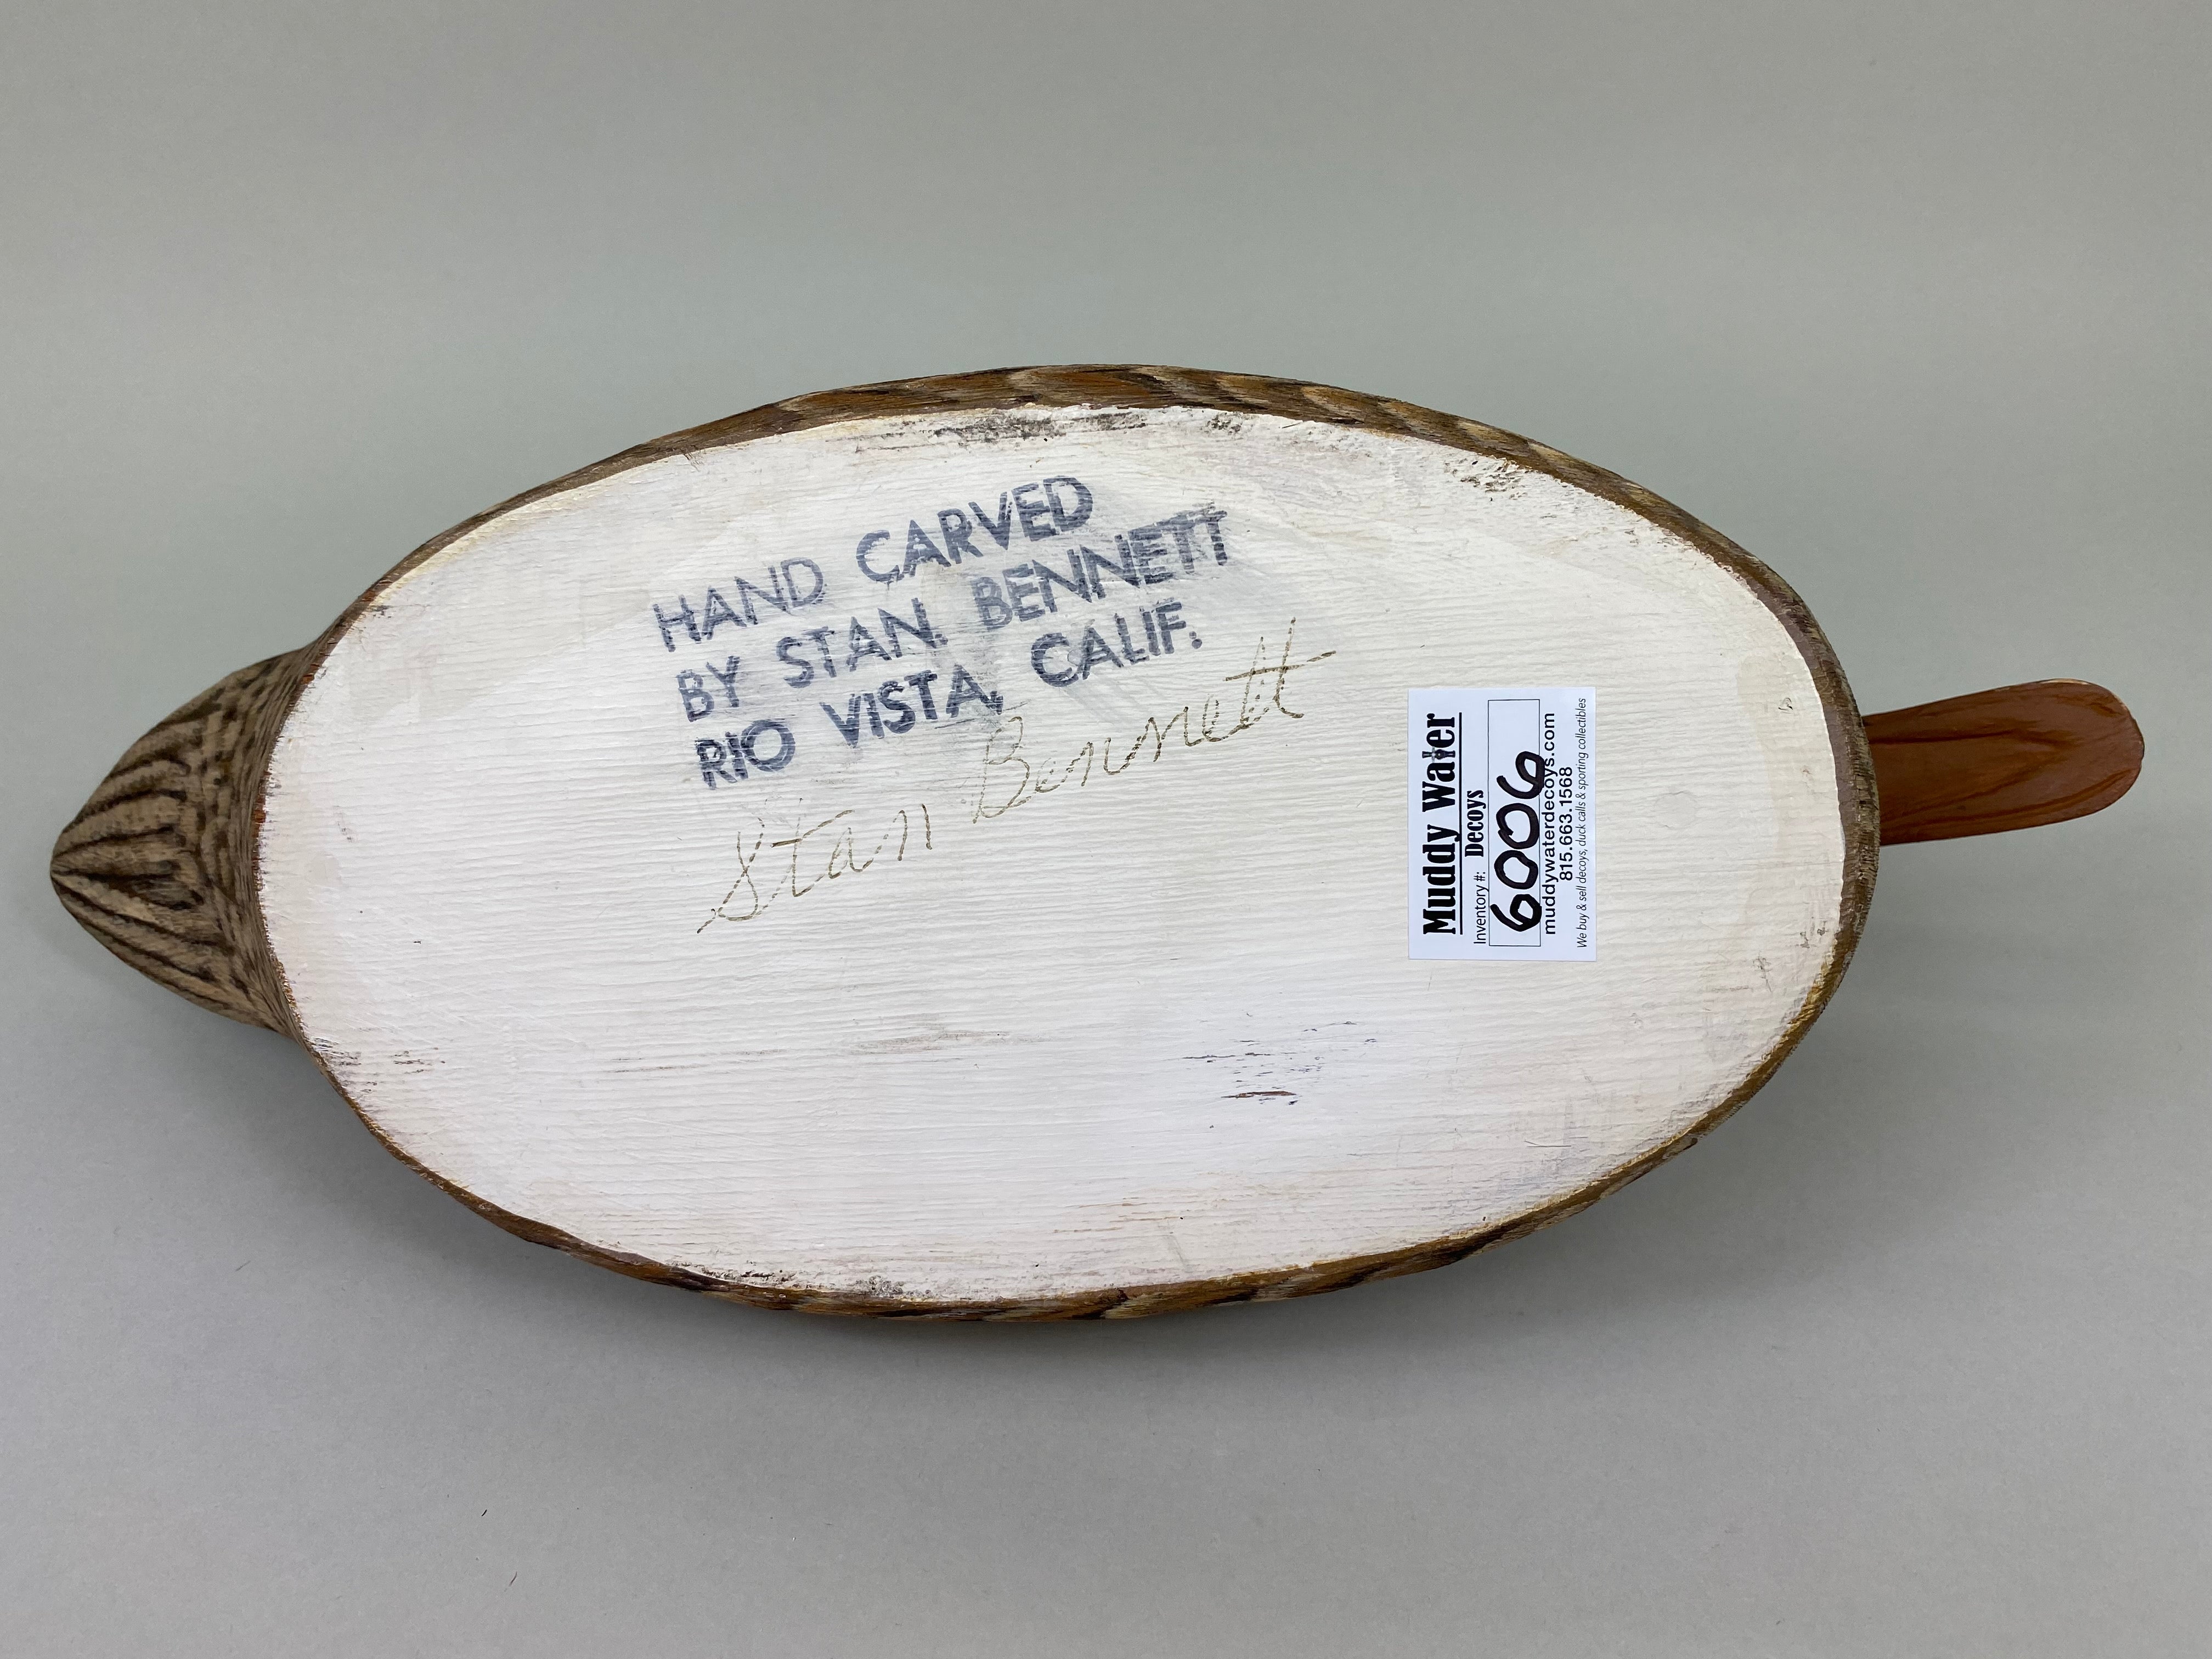 HAND CARVED
BY STAN. BENNETT
RIO VISTA, CALIF.
Stan Bennett
Muddy Water
Decoys
Inventory #:
6006
muddywaterdecoys.com
815.663.1568
We buy & sell decoys, duck calls & sporting collectibles